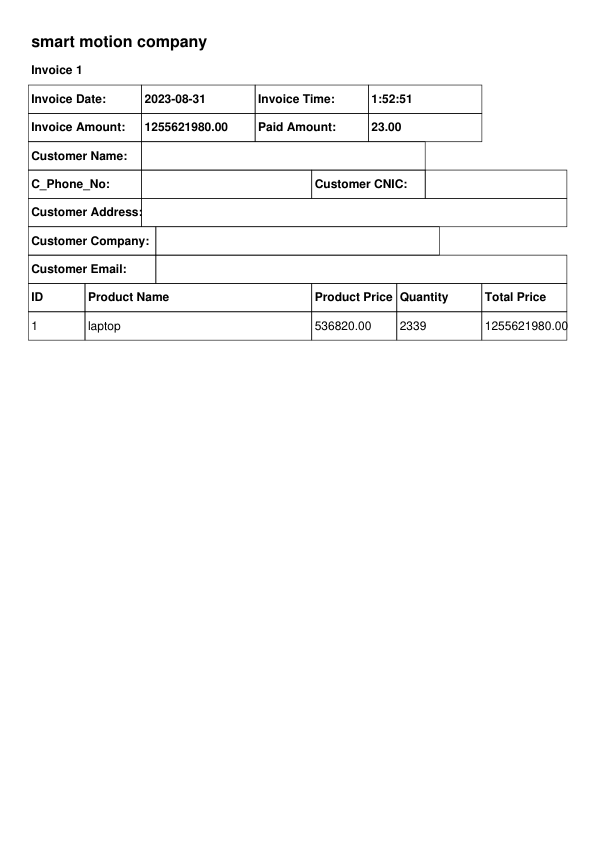 smart motion company
Invoice 1
Invoice Date: 2023-08-31 Invoice Time: 1:52:51
Invoice Amount: 1255621980.00 Paid Amount: 23.00
Customer Name:
C_Phone_No: Customer CNIC:
Customer Address:
Customer Company:
Customer Email:
ID Product Name Product Price Quantity Total Price
1 laptop 536820.00 2339 1255621980.00